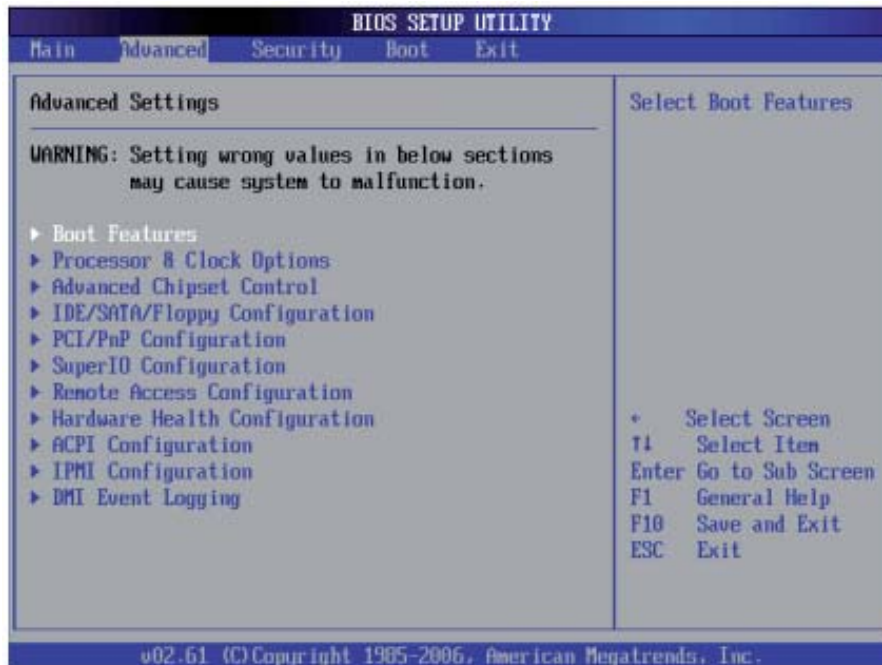 BIOS SETUP UTILITY
Main Advanced Security Boot Exit
Advanced Settings
WARNING: Setting wrong values in below sections
may cause system to malfunction.
Boot Features
Processor & Clock Options
Advanced Chipset Control
IDE/SATA/Floppy Configuration
PCI/PnP Configuration
SuperIO Configuration
Remote Access Configuration
Hardware Health Configuration
ACPI Configuration
IPMI Configuration
DMI Event Logging
Select Boot Features
← Select Screen
↑↓ Select Item
Enter Go to Sub Screen
F1 General Help
F10 Save and Exit
ESC Exit
v02.61 (C)Copyright 1985-2006, American Megatrends, Inc.